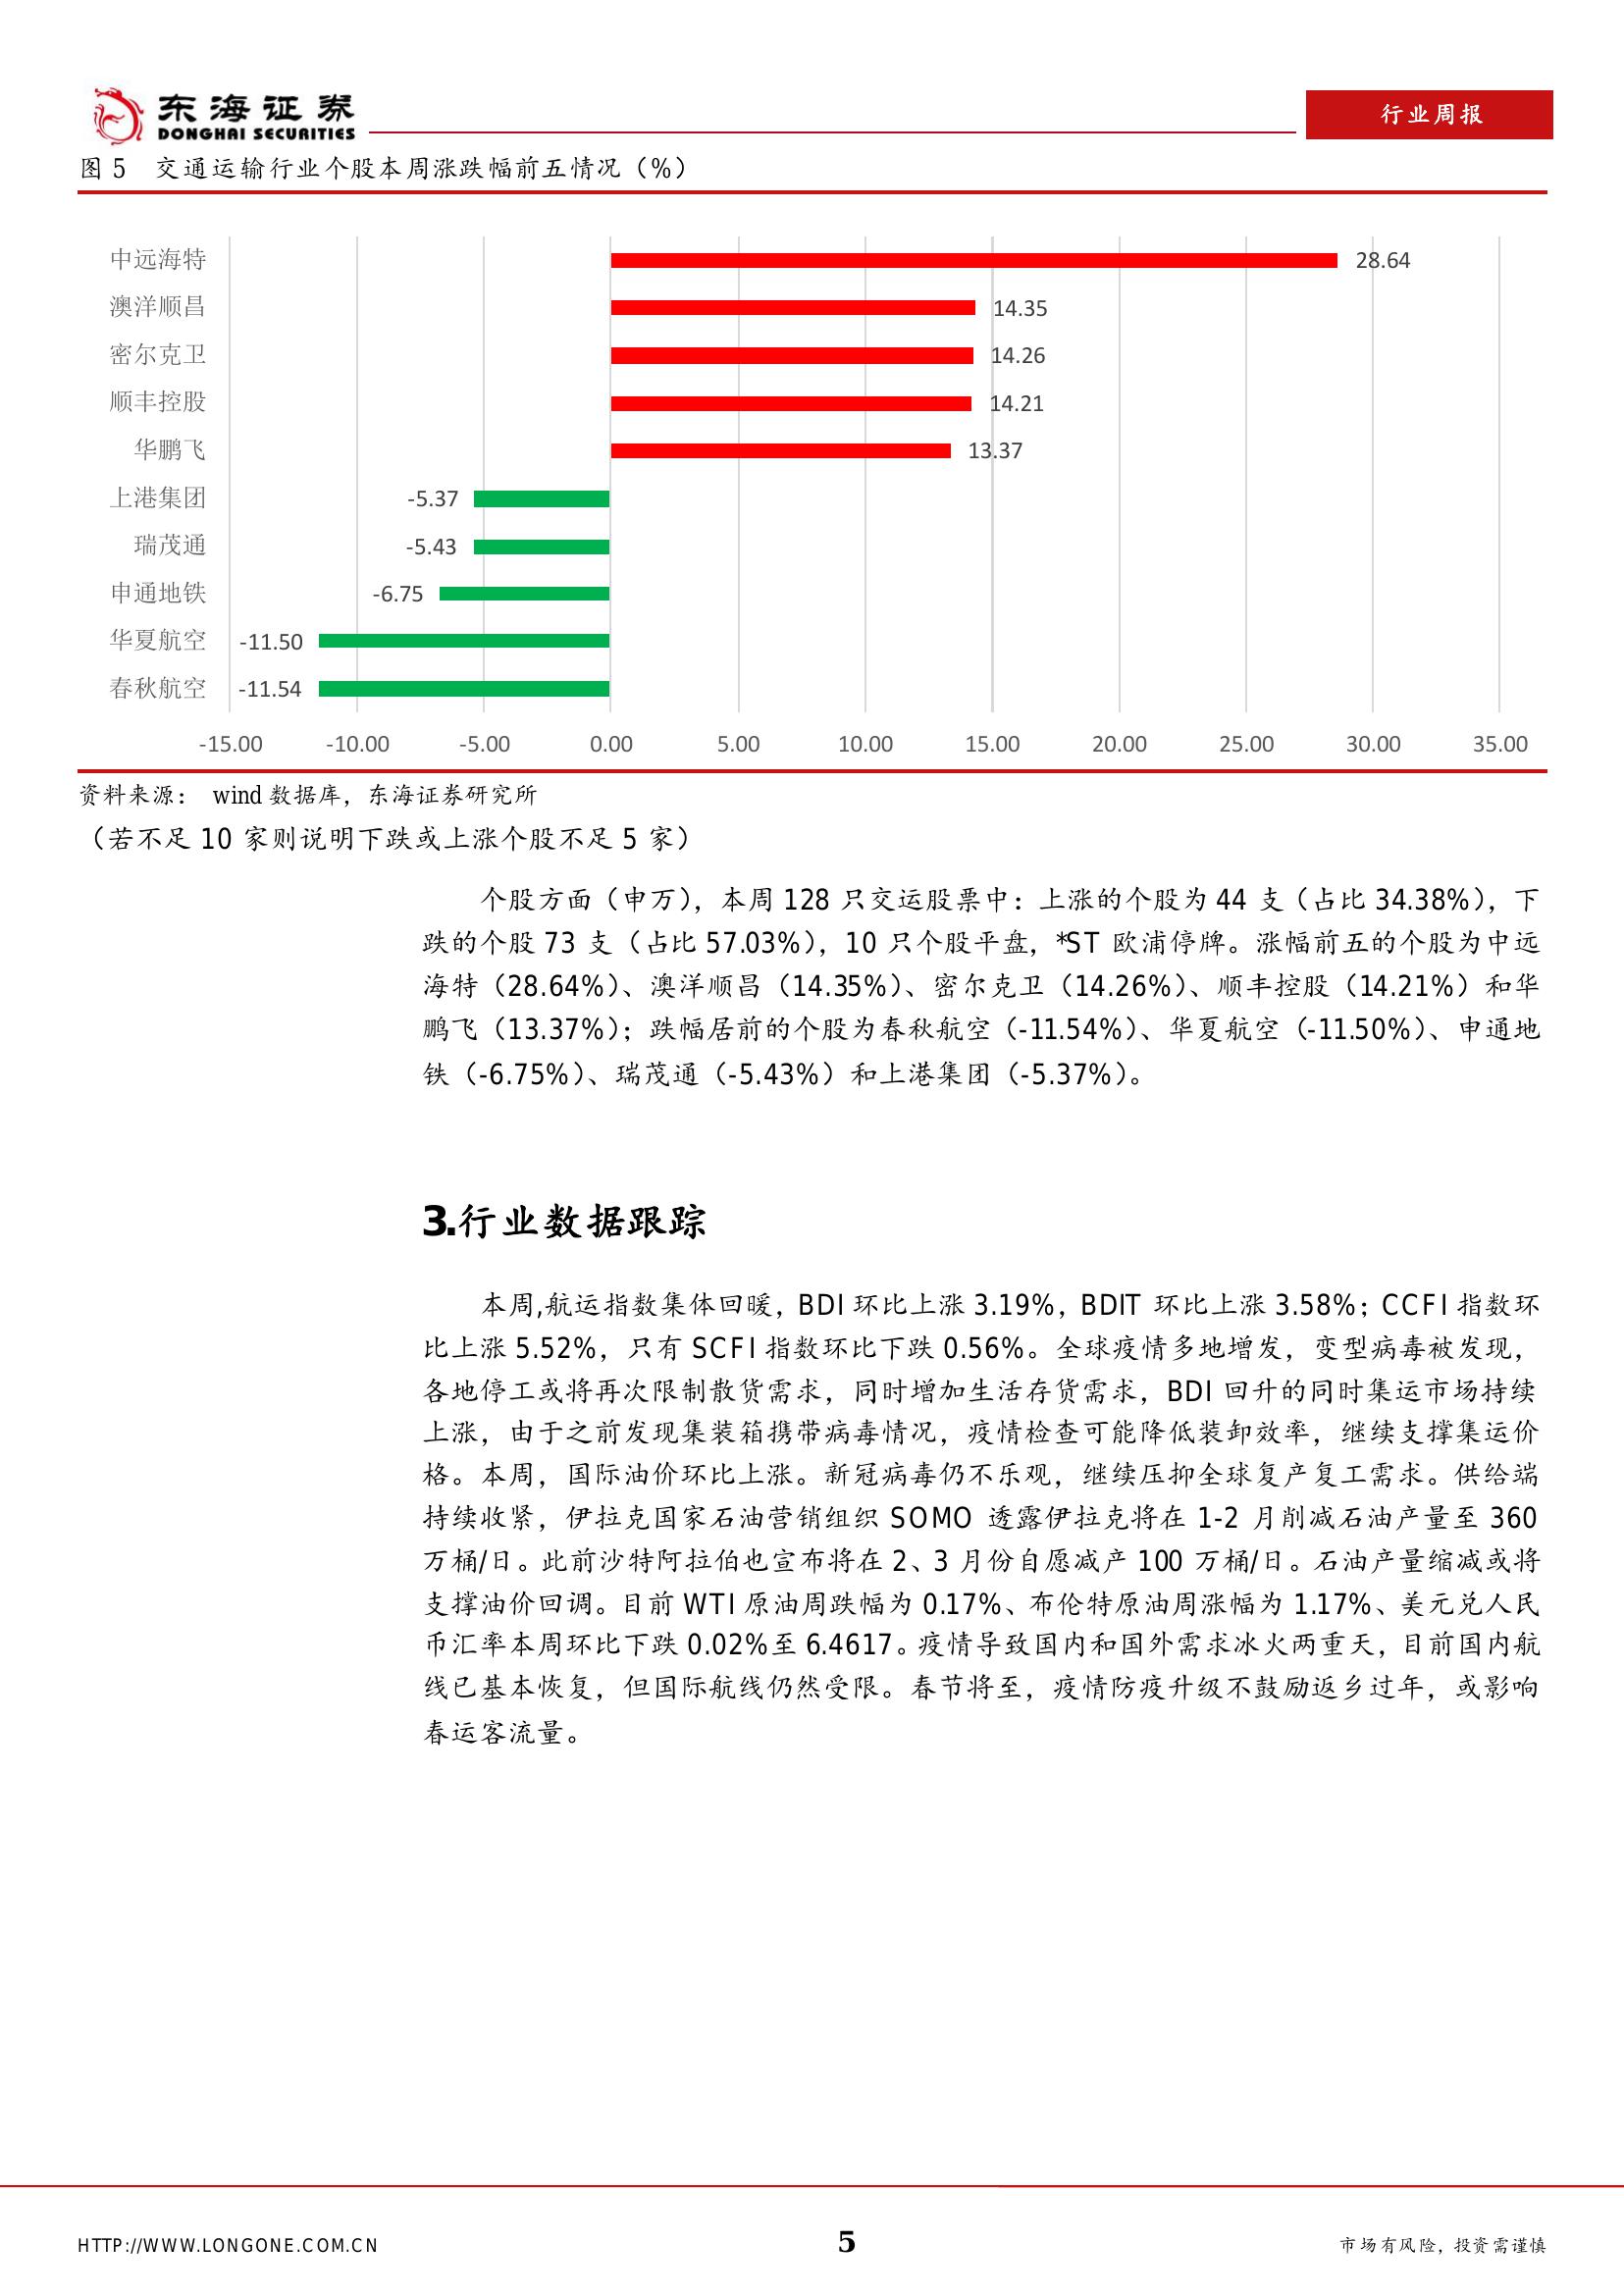 东海证券
DONGHAI SECURITIES
行业周报
图 5 交通运输行业个股本周涨跌幅前五情况（%）
中远海特 28.64
澳洋顺昌 14.35
密尔克卫 14.26
顺丰控股 14.21
华鹏飞 13.37
上港集团 -5.37
瑞茂通 -5.43
申通地铁 -6.75
华夏航空 -11.50
春秋航空 -11.54
-15.00 -10.00 -5.00 0.00 5.00 10.00 15.00 20.00 25.00 30.00 35.00
资料来源： wind 数据库，东海证券研究所
（若不足 10 家则说明下跌或上涨个股不足 5 家）
个股方面（申万），本周 128 只交运股票中：上涨的个股为 44 支（占比 34.38%），下
跌的个股 73 支（占比 57.03%），10 只个股平盘，*ST 欧浦停牌。涨幅前五的个股为中远
海特（28.64%）、澳洋顺昌（14.35%）、密尔克卫（14.26%）、顺丰控股（14.21%）和华
鹏飞（13.37%）；跌幅居前的个股为春秋航空（-11.54%）、华夏航空（-11.50%）、申通地
铁（-6.75%）、瑞茂通（-5.43%）和上港集团（-5.37%）。
3.行业数据跟踪
本周,航运指数集体回暖，BDI 环比上涨 3.19%，BDIT 环比上涨 3.58%；CCFI 指数环
比上涨 5.52%，只有 SCFI 指数环比下跌 0.56%。全球疫情多地增发，变型病毒被发现，
各地停工或将再次限制散货需求，同时增加生活存货需求，BDI 回升的同时集运市场持续
上涨，由于之前发现集装箱携带病毒情况，疫情检查可能降低装卸效率，继续支撑集运价
格。本周，国际油价环比上涨。新冠病毒仍不乐观，继续压抑全球复产复工需求。供给端
持续收紧，伊拉克国家石油营销组织 SOMO 透露伊拉克将在 1-2 月削减石油产量至 360
万桶/日。此前沙特阿拉伯也宣布将在 2、3 月份自愿减产 100 万桶/日。石油产量缩减或将
支撑油价回调。目前 WTI 原油周跌幅为 0.17%、布伦特原油周涨幅为 1.17%、美元兑人民
币汇率本周环比下跌 0.02%至 6.4617。疫情导致国内和国外需求冰火两重天，目前国内航
线已基本恢复，但国际航线仍然受限。春节将至，疫情防疫升级不鼓励返乡过年，或影响
春运客流量。
HTTP://WWW.LONGONE.COM.CN 5 市场有风险，投资需谨慎